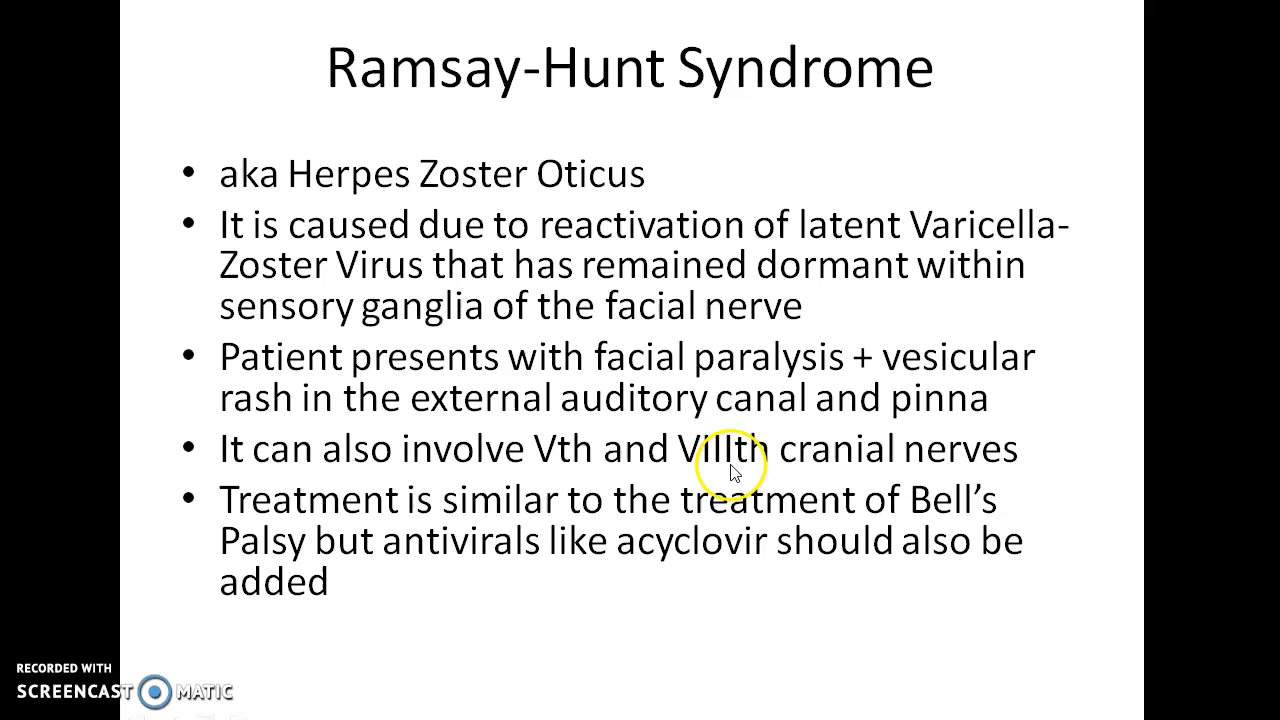 Ramsay-Hunt Syndrome
• aka Herpes Zoster Oticus
• It is caused due to reactivation of latent Varicella-
Zoster Virus that has remained dormant within
sensory ganglia of the facial nerve
• Patient presents with facial paralysis + vesicular
rash in the external auditory canal and pinna
• It can also involve Vth and VIIIth cranial nerves
• Treatment is similar to the treatment of Bell's
Palsy but antivirals like acyclovir should also be
added
RECORDED WITH
SCREENCAST MATIC